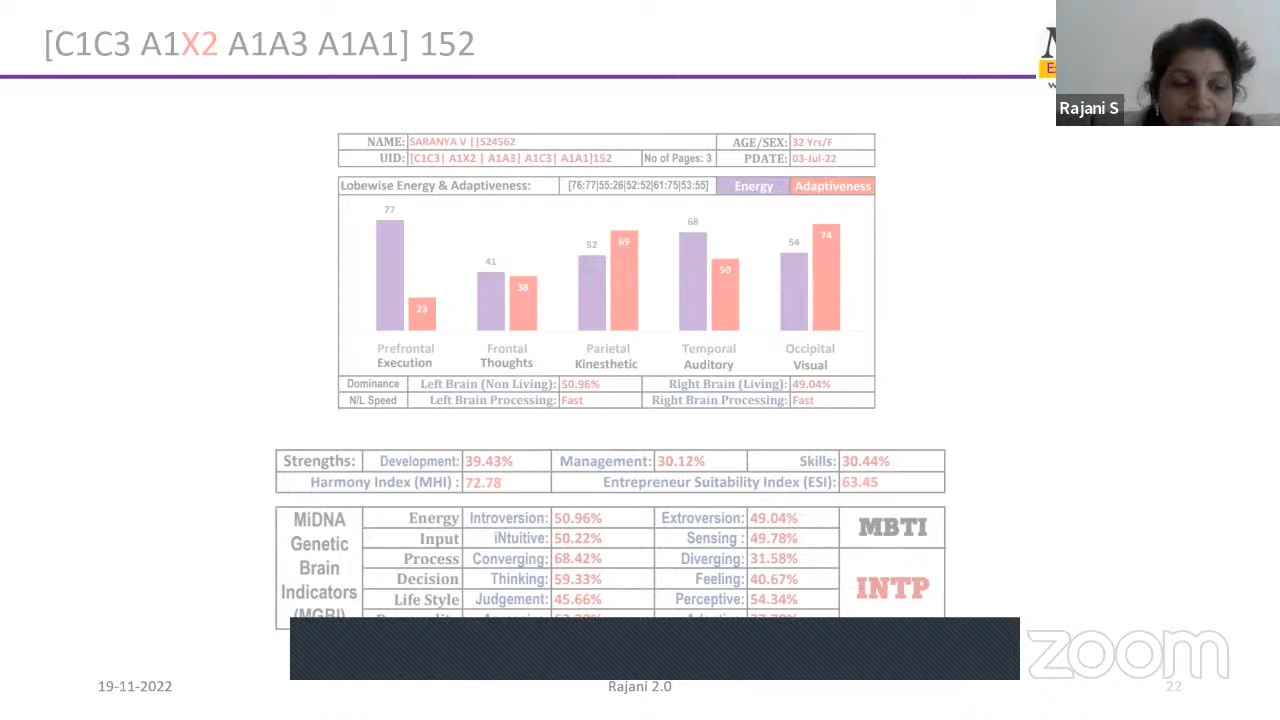 [C1C3 A1X2 A1A3 A1A1] 152
Rajani S
NAME: SARANYA V ||524562 AGE/SEX: 32 Yrs/F
UID: [C1C3| A1X2 | A1A3| A1C3| A1A1]152 No of Pages: 3 PDATE: 03-Jul-22
Lobewise Energy & Adaptiveness: [76:77|55:26|52:52|61:75|53:55] Energy Adaptiveness
77 23 41 38 52 69 68 50 54 74
Prefrontal Frontal Parietal Temporal Occipital
Execution Thoughts Kinesthetic Auditory Visual
Dominance Left Brain (Non Living): 50.96% Right Brain (Living): 49.04%
N/L Speed Left Brain Processing: Fast Right Brain Processing: Fast
Strengths: Development: 39.43% Management: 30.12% Skills: 30.44%
Harmony Index (MHI) : 72.78 Entrepreneur Suitability Index (ESI): 63.45
MiDNA Genetic Brain Indicators (MGBI)
Energy Introversion: 50.96% Extroversion: 49.04%
Input iNtuitive: 50.22% Sensing : 49.78%
Process Converging: 68.42% Diverging: 31.58%
Decision Thinking: 59.33% Feeling: 40.67%
Life Style Judgement: 45.66% Perceptive: 54.34%
MBTI
INTP
zoom
19-11-2022 Rajani 2.0 22